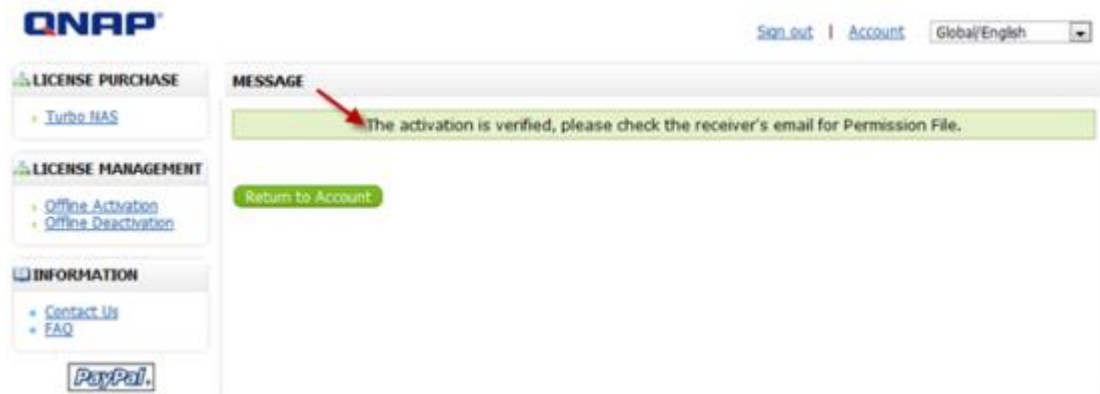 QNAP
Sign out | Account Global/English
LICENSE PURCHASE
Turbo NAS
LICENSE MANAGEMENT
Offline Activation
Offline Deactivation
INFORMATION
Contact Us
FAQ
PayPal.
MESSAGE
The activation is verified, please check the receiver's email for Permission File.
Return to Account